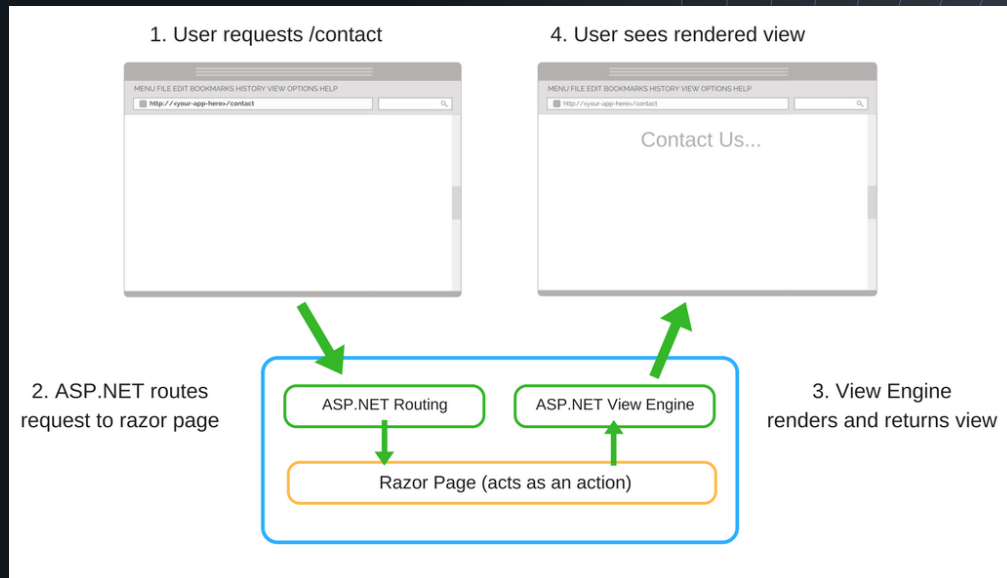 1. User requests /contact
4. User sees rendered view
MENU FILE EDIT BOOKMARKS HISTORY VIEW OPTIONS HELP
http://<your-app-here>/contact
MENU FILE EDIT BOOKMARKS HISTORY VIEW OPTIONS HELP
http://<your-app-here>/contact
Contact Us...
2. ASP.NET routes
request to razor page
ASP.NET Routing
ASP.NET View Engine
3. View Engine
renders and returns view
Razor Page (acts as an action)